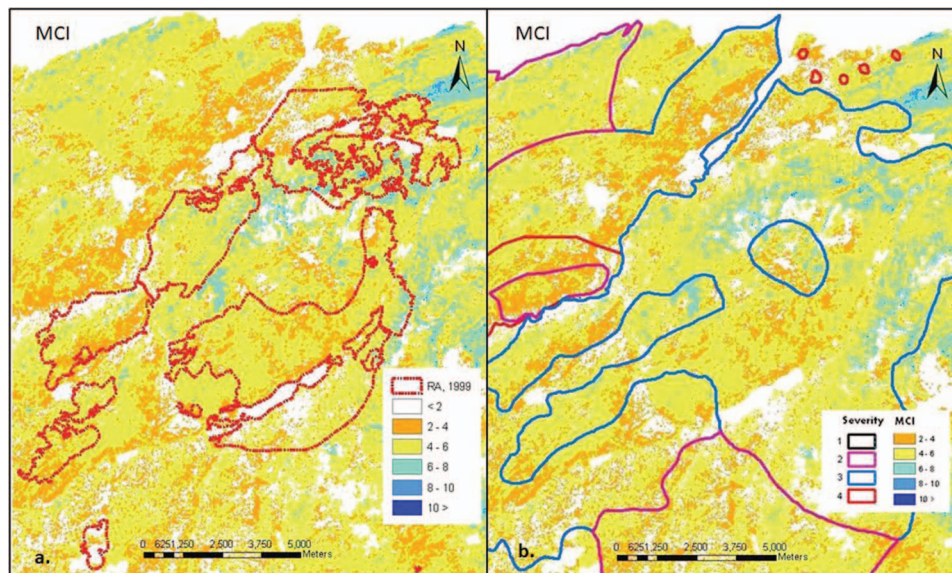 MCI
N
RA, 1999
< 2
2 - 4
4 - 6
6 - 8
8 - 10
10 >
0 6251,250 2,500 3,750 5,000
Meters
a.
MCI
N
Severity MCI
1 2 - 4
2 4 - 6
3 6 - 8
4 8 - 10
10 >
0 6251,250 2,500 3,750 5,000
Meters
b.